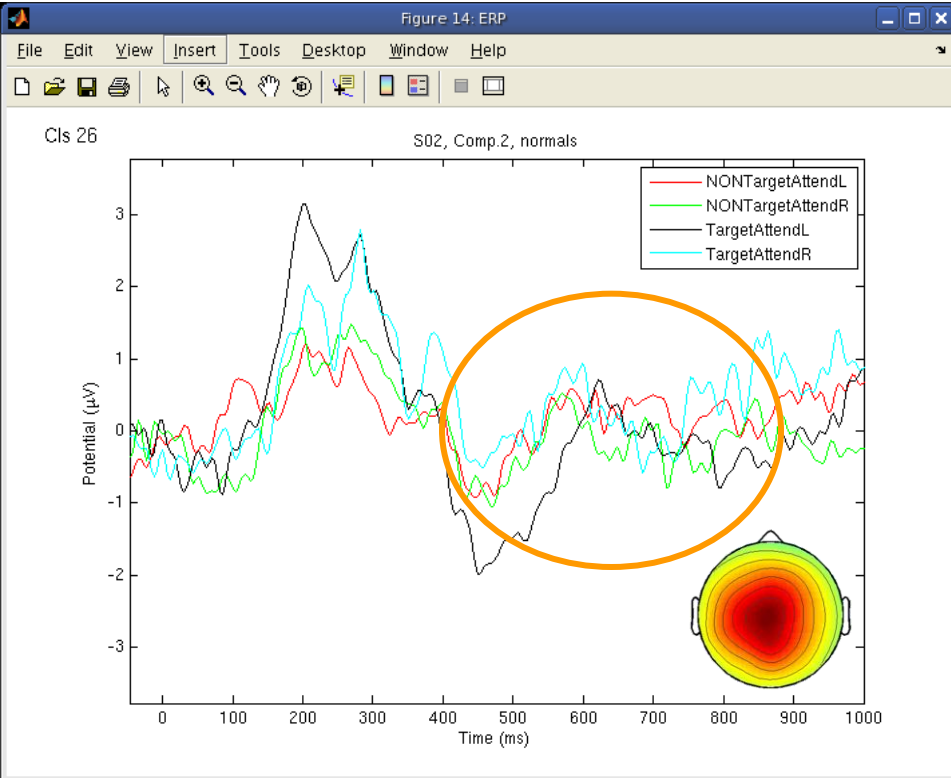 Figure 14: ERP
File Edit View Insert Tools Desktop Window Help
Cls 26
S02, Comp.2, normals
NONTargetAttendL
NONTargetAttendR
TargetAttendL
TargetAttendR
3
2
1
0
-1
-2
-3
Potential (μV)
0 100 200 300 400 500 600 700 800 900 1000
Time (ms)